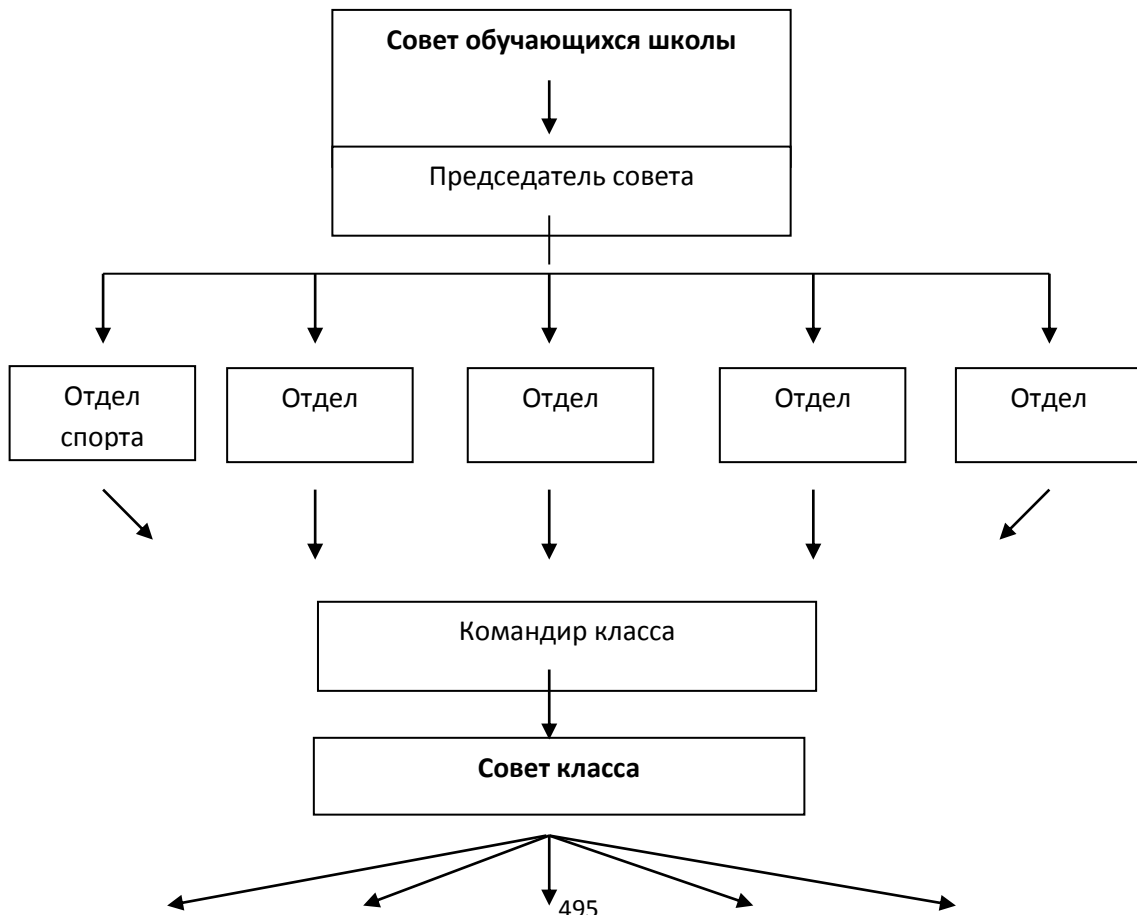 Совет обучающихся школы
Председатель совета
Отдел
спорта
Отдел
Отдел
Отдел
Отдел
Командир класса
Совет класса
495